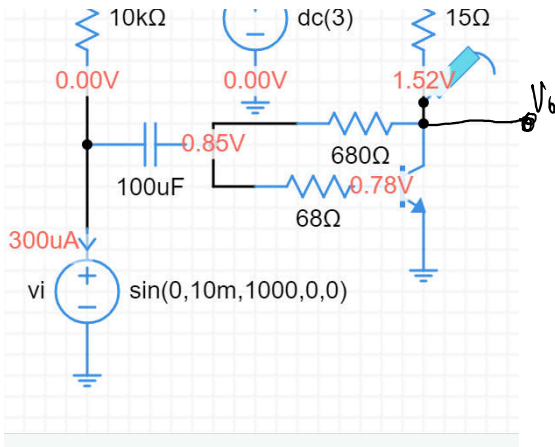 10kΩ dc(3) 15Ω
0.00V 0.00V 1.52V
0.85V
680Ω
100uF 0.78V
68Ω
300uA
vi sin(0,10m,1000,0,0)